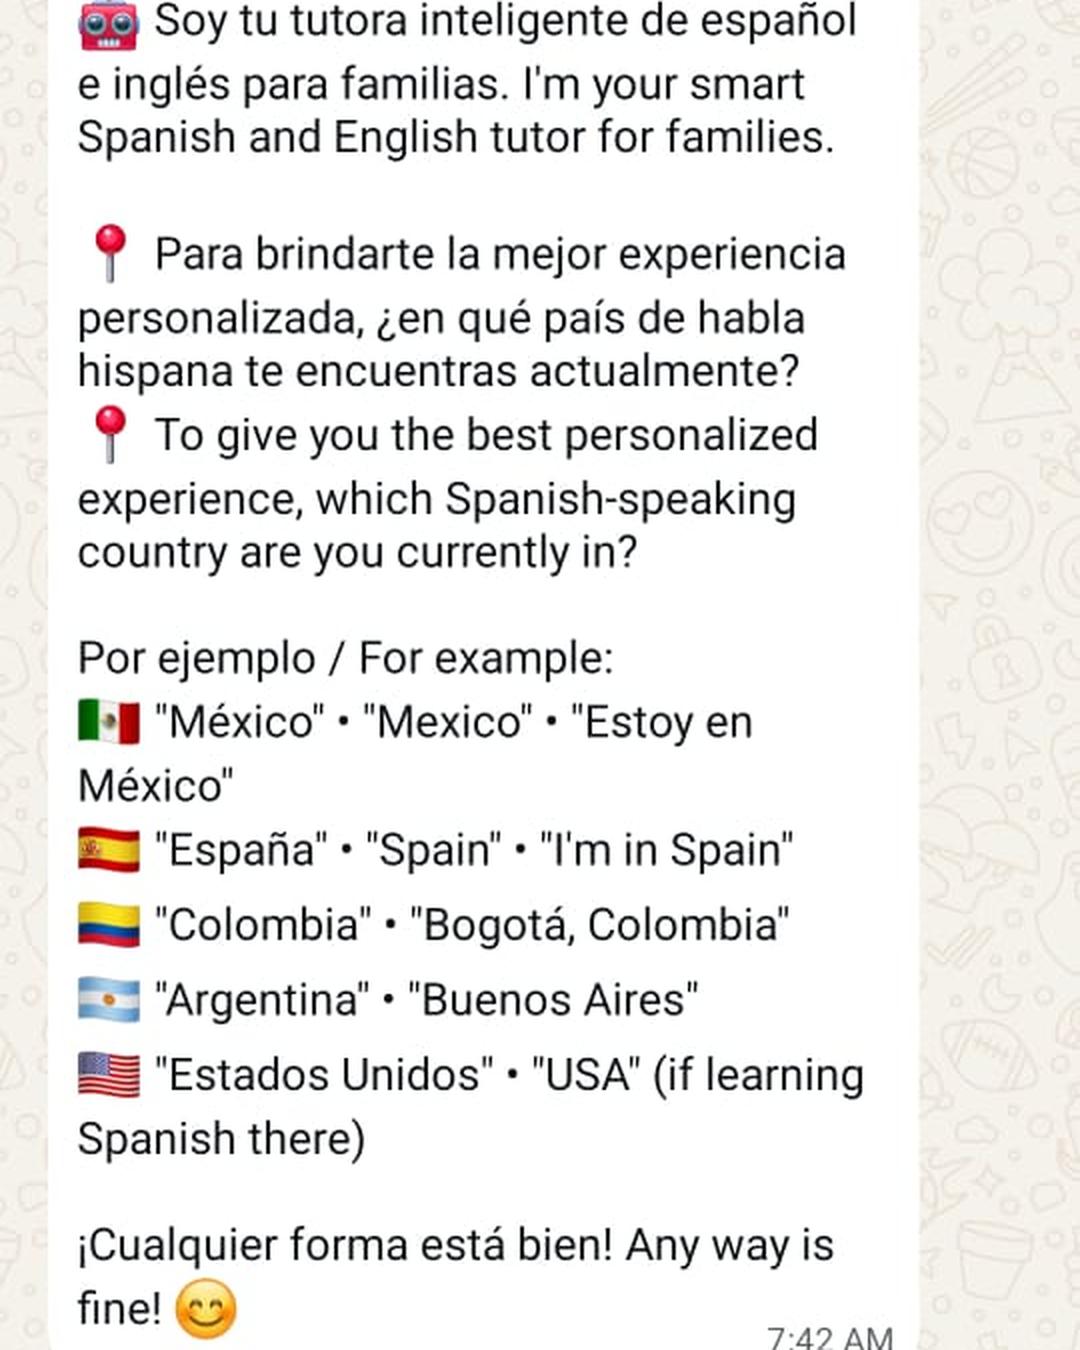 🤖 Soy tu tutora inteligente de español
e inglés para familias. I'm your smart
Spanish and English tutor for families.
📍 Para brindarte la mejor experiencia
personalizada, ¿en qué país de habla
hispana te encuentras actualmente?
📍 To give you the best personalized
experience, which Spanish-speaking
country are you currently in?
Por ejemplo / For example:
🇲🇽 "México" • "Mexico" • "Estoy en
México"
🇪🇸 "España" • "Spain" • "I'm in Spain"
🇨🇴 "Colombia" • "Bogotá, Colombia"
🇦🇷 "Argentina" • "Buenos Aires"
🇺🇸 "Estados Unidos" • "USA" (if learning
Spanish there)
¡Cualquier forma está bien! Any way is
fine! 😊
7:42 AM